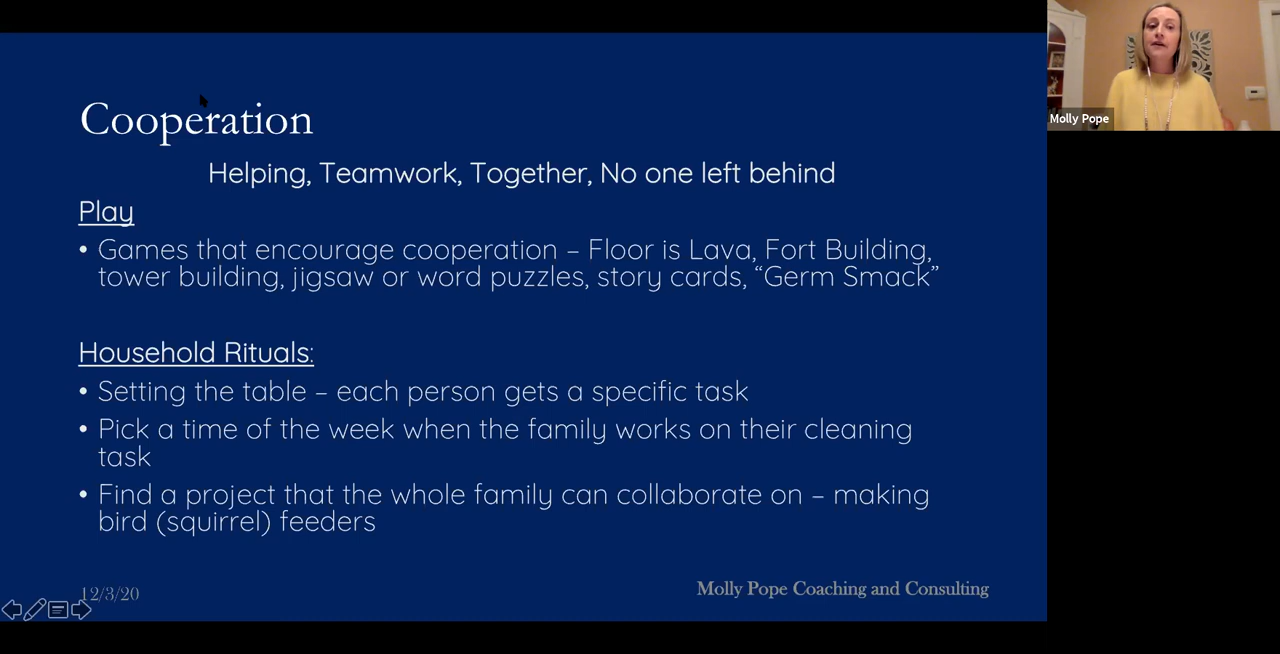 Cooperation
Helping, Teamwork, Together, No one left behind
Play
• Games that encourage cooperation – Floor is Lava, Fort Building,
tower building, jigsaw or word puzzles, story cards, “Germ Smack”
Household Rituals:
• Setting the table – each person gets a specific task
• Pick a time of the week when the family works on their cleaning
task
• Find a project that the whole family can collaborate on – making
bird (squirrel) feeders
12/3/20
Molly Pope Coaching and Consulting
Molly Pope